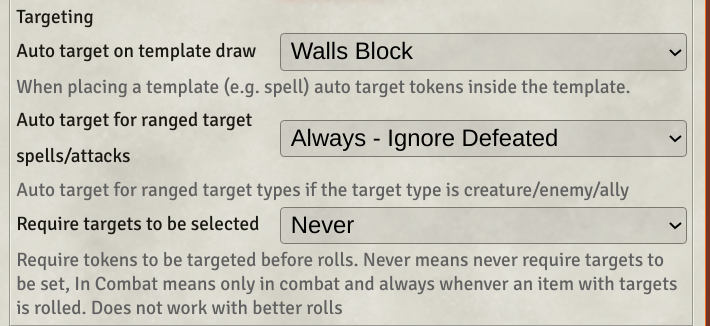 Targeting
Auto target on template draw Walls Block
When placing a template (e.g. spell) auto target tokens inside the template.
Auto target for ranged target
spells/attacks
Always - Ignore Defeated
Auto target for ranged target types if the target type is creature/enemy/ally
Require targets to be selected Never
Require tokens to be targeted before rolls. Never means never require targets to
be set, In Combat means only in combat and always whenver an item with targets
is rolled. Does not work with better rolls